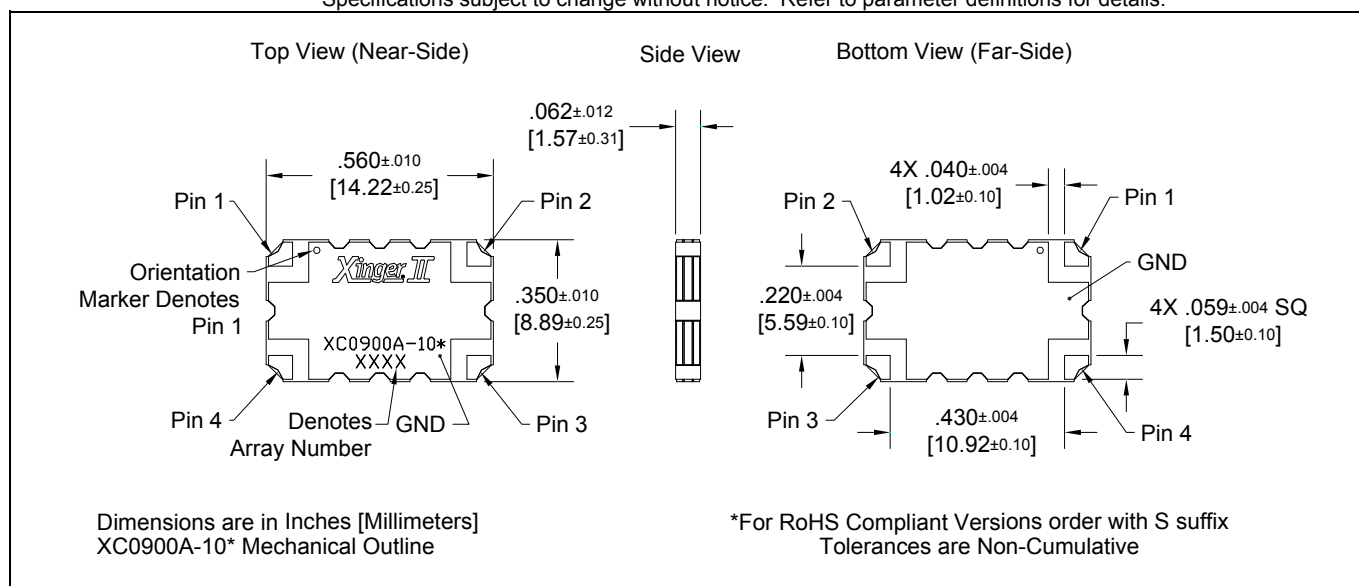 Specifications subject to change without notice. Refer to parameter definitions for details.
Top View (Near-Side)
Side View
Bottom View (Far-Side)
.062±.012
[1.57±0.31]
.560±.010
[14.22±0.25]
4X .040±.004
[1.02±0.10]
Pin 1
Pin 2
Pin 2
Pin 1
Orientation
Marker Denotes
Pin 1
Xinger II
GND
.350±.010
[8.89±0.25]
.220±.004
[5.59±0.10]
4X .059±.004 SQ
[1.50±0.10]
XC0900A-10*
XXXX
Pin 4
Denotes
Array Number
GND
Pin 3
Pin 3
.430±.004
[10.92±0.10]
Pin 4
Dimensions are in Inches [Millimeters]
XC0900A-10* Mechanical Outline
*For RoHS Compliant Versions order with S suffix
Tolerances are Non-Cumulative